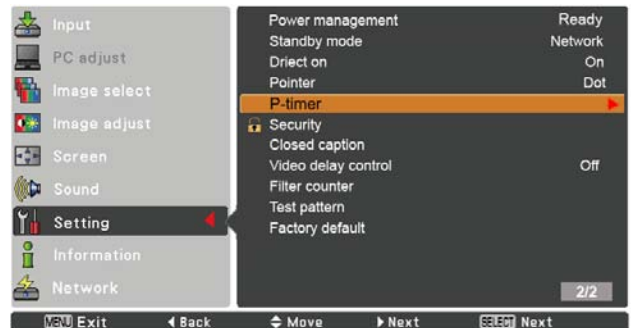 Input
PC adjust
Image select
Image adjust
Screen
Sound
Setting
Information
Network
Power management Ready
Standby mode Network
Driect on On
Pointer Dot
P-timer
Security
Closed caption
Video delay control Off
Filter counter
Test pattern
Factory default
2/2
MENU Exit Back Move Next SELECT Next